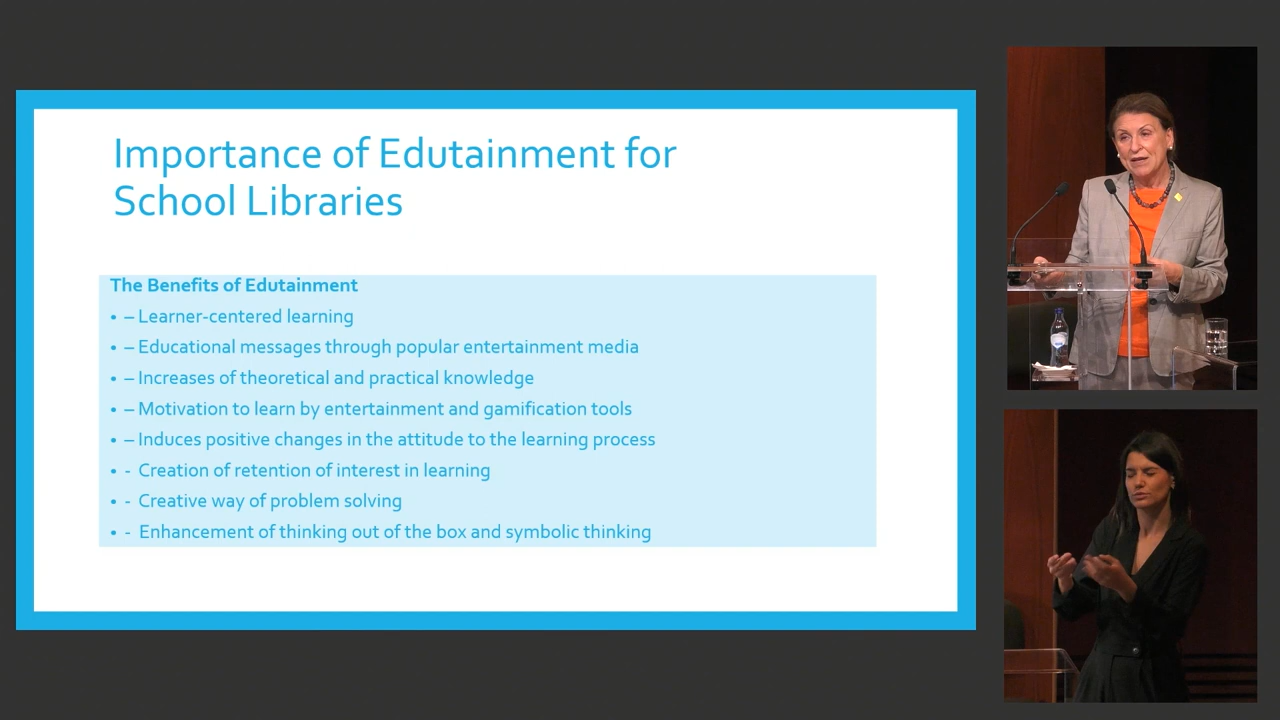 Importance of Edutainment for
School Libraries
The Benefits of Edutainment
• – Learner-centered learning
• – Educational messages through popular entertainment media
• – Increases of theoretical and practical knowledge
• – Motivation to learn by entertainment and gamification tools
• – Induces positive changes in the attitude to the learning process
• - Creation of retention of interest in learning
• - Creative way of problem solving
• - Enhancement of thinking out of the box and symbolic thinking